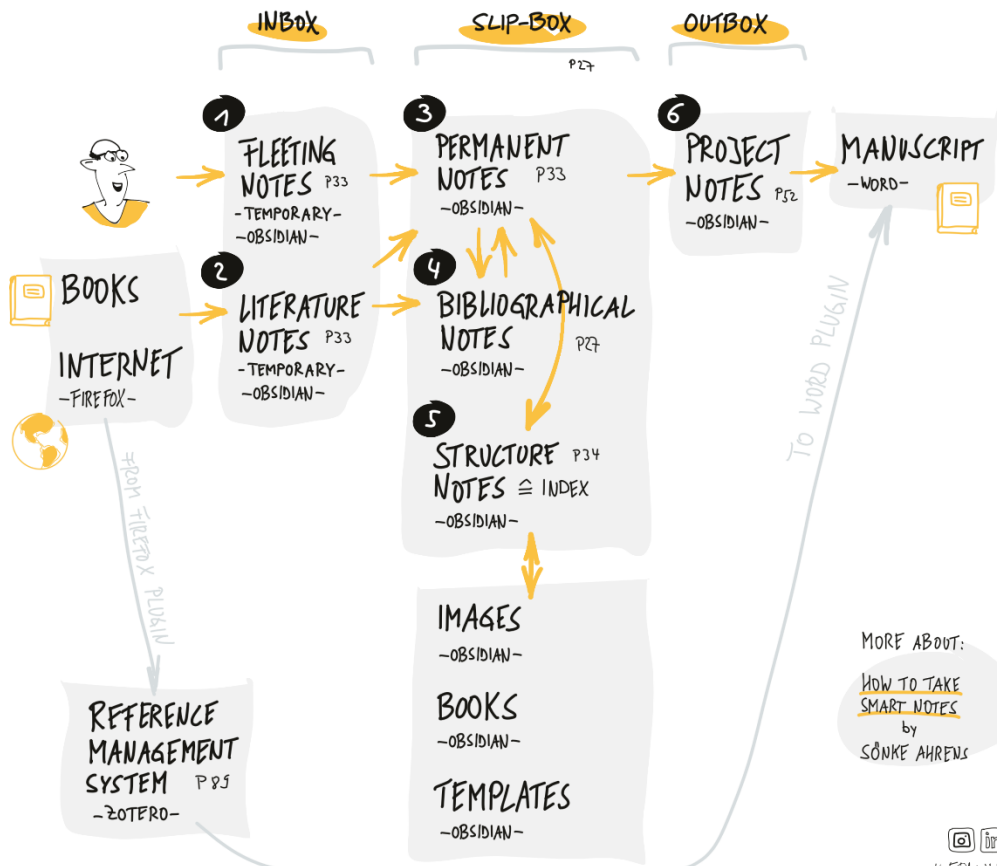 INBOX
SLIP-BOX
P27
OUTBOX
1
FLEETING
NOTES P33
-TEMPORARY-
-OBSIDIAN-
2
LITERATURE
NOTES P33
-TEMPORARY-
-OBSIDIAN-
3
PERMANENT
NOTES P33
-OBSIDIAN-
4
BIBLIOGRAPHICAL
NOTES P27
-OBSIDIAN-
5
STRUCTURE P34
NOTES ≙ INDEX
-OBSIDIAN-
6
PROJECT
NOTES P52
-OBSIDIAN-
MANUSCRIPT
-WORD-
BOOKS
INTERNET
-FIREFOX-
FROM FIREFOX PLUGIN
TO WORD PLUGIN
REFERENCE
MANAGEMENT
SYSTEM P85
-ZOTERO-
IMAGES
-OBSIDIAN-
BOOKS
-OBSIDIAN-
TEMPLATES
-OBSIDIAN-
MORE ABOUT:
HOW TO TAKE
SMART NOTES
by
SÖNKE AHRENS
in